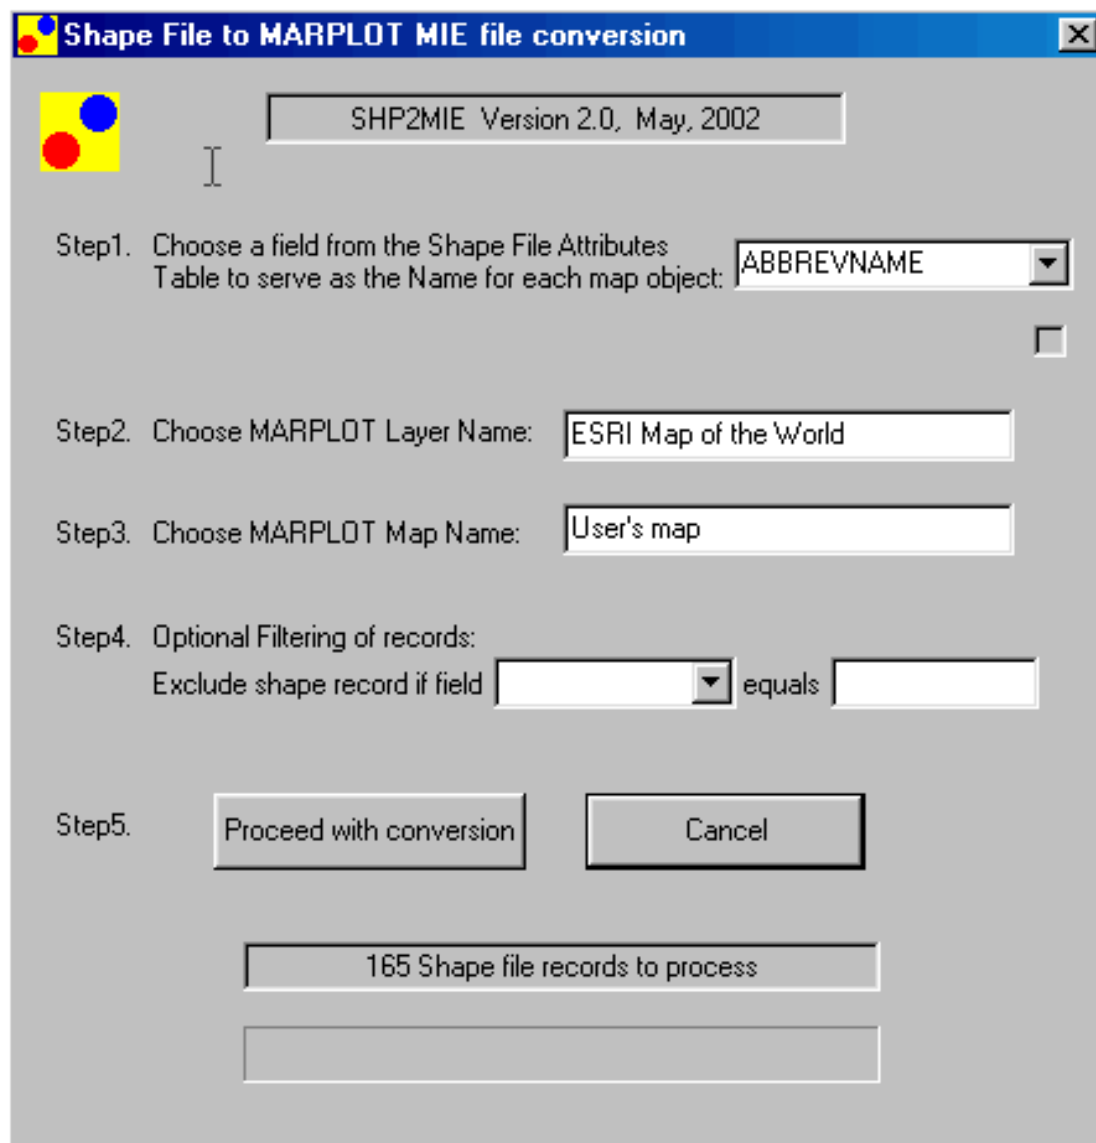 Shape File to MARPLOT MIE file conversion
SHP2MIE Version 2.0, May, 2002
Step1. Choose a field from the Shape File Attributes
Table to serve as the Name for each map object: ABBREVNAME
Step2. Choose MARPLOT Layer Name: ESRI Map of the World
Step3. Choose MARPLOT Map Name: User's map
Step4. Optional Filtering of records:
Exclude shape record if field equals
Step5. Proceed with conversion Cancel
165 Shape file records to process